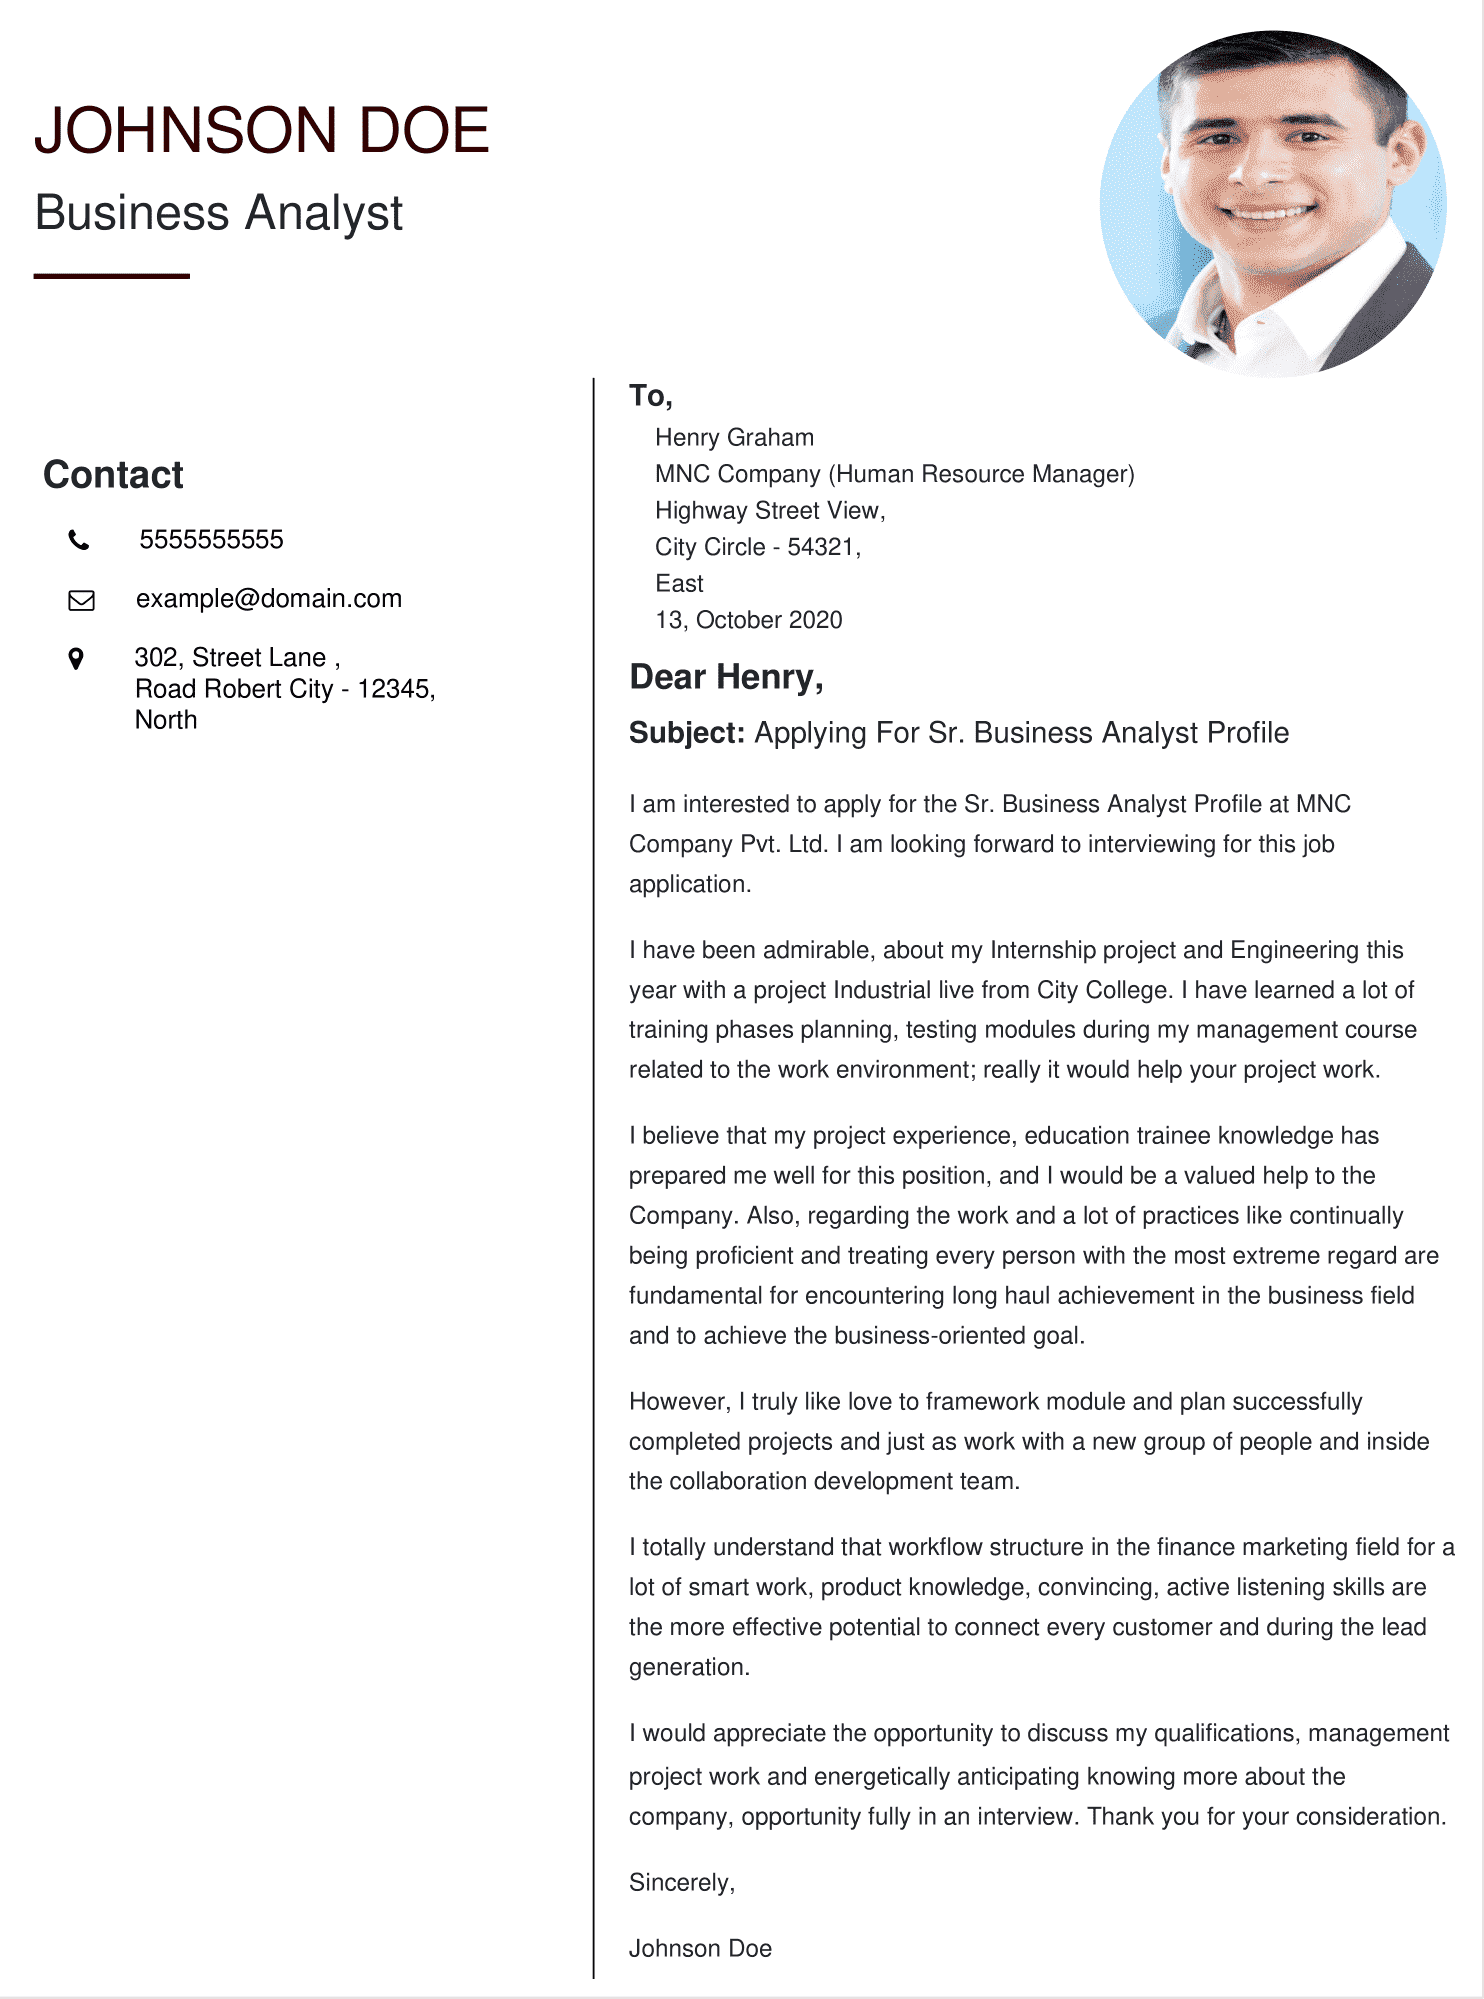 JOHNSON DOE
Business Analyst
Contact
5555555555
example@domain.com
302, Street Lane ,
Road Robert City - 12345,
North
To,
Henry Graham
MNC Company (Human Resource Manager)
Highway Street View,
City Circle - 54321,
East
13, October 2020
Dear Henry,
Subject: Applying For Sr. Business Analyst Profile
I am interested to apply for the Sr. Business Analyst Profile at MNC
Company Pvt. Ltd. I am looking forward to interviewing for this job
application.
I have been admirable, about my Internship project and Engineering this
year with a project Industrial live from City College. I have learned a lot of
training phases planning, testing modules during my management course
related to the work environment; really it would help your project work.
I believe that my project experience, education trainee knowledge has
prepared me well for this position, and I would be a valued help to the
Company. Also, regarding the work and a lot of practices like continually
being proficient and treating every person with the most extreme regard are
fundamental for encountering long haul achievement in the business field
and to achieve the business-oriented goal.
However, I truly like love to framework module and plan successfully
completed projects and just as work with a new group of people and inside
the collaboration development team.
I totally understand that workflow structure in the finance marketing field for a
lot of smart work, product knowledge, convincing, active listening skills are
the more effective potential to connect every customer and during the lead
generation.
I would appreciate the opportunity to discuss my qualifications, management
project work and energetically anticipating knowing more about the
company, opportunity fully in an interview. Thank you for your consideration.
Sincerely,
Johnson Doe